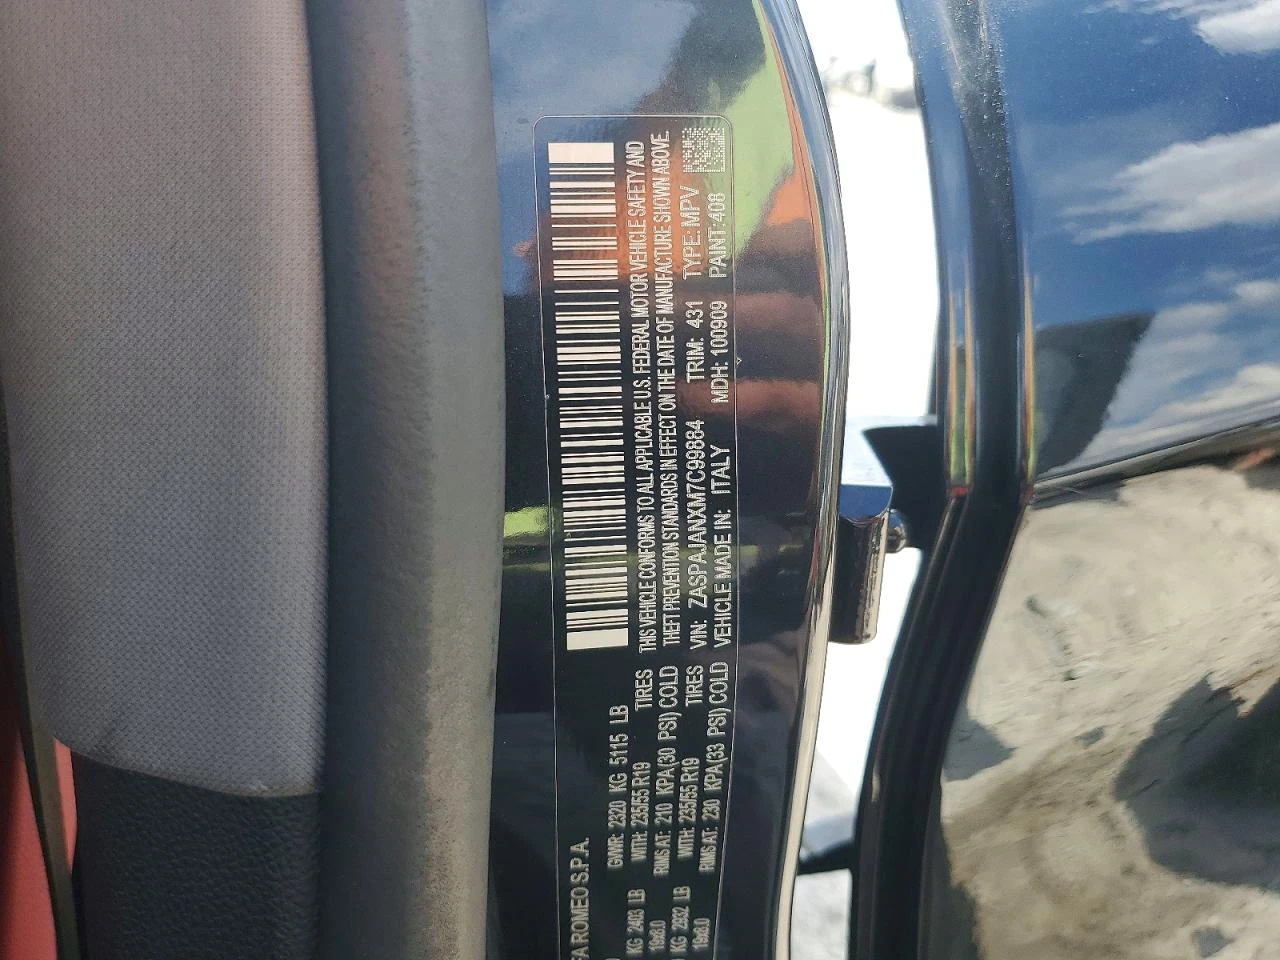 FA ROMEO S.P.A.
GVWR: 2320 KG 5115 LB
KG 2403 LB WITH: 235/55 R19 TIRES
19x8.0 RIMS AT: 210 KPA(30 PSI) COLD
KG 2932 LB WITH: 235/55 R19 TIRES
19x8.0 RIMS AT: 230 KPA(33 PSI) COLD
THIS VEHICLE CONFORMS TO ALL APPLICABLE U.S. FEDERAL MOTOR VEHICLE SAFETY AND
THEFT PREVENTION STANDARDS IN EFFECT ON THE DATE OF MANUFACTURE SHOWN ABOVE.
VIN: ZASPAJANXM7C99884 TRIM: 431 TYPE: MPV
VEHICLE MADE IN: ITALY MDH: 100909 PAINT: 408